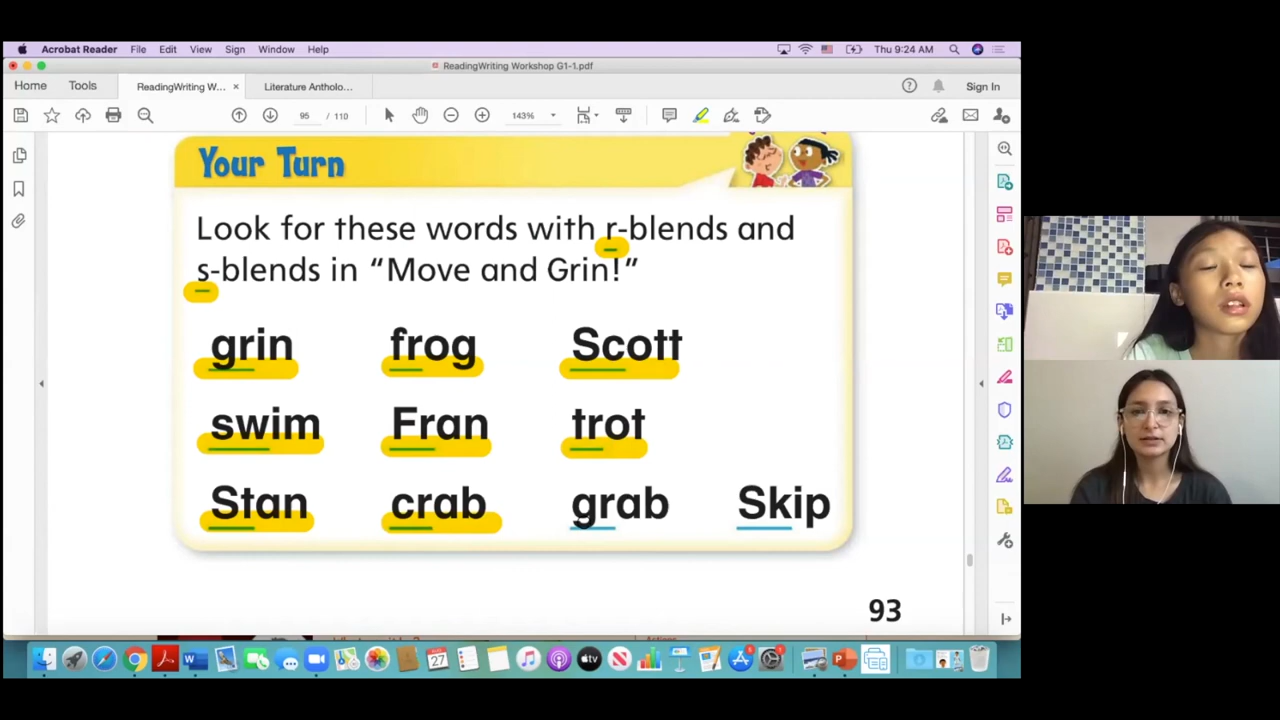 Acrobat Reader File Edit View Sign Window Help Thu 9:24 AM
ReadingWriting Workshop G1-1.pdf
Home Tools ReadingWriting W... × Literature Antholo... Sign In
95 / 110 143%
Your Turn
Look for these words with r-blends and
s-blends in “Move and Grin!”
grin frog Scott
swim Fran trot
Stan crab grab Skip
93